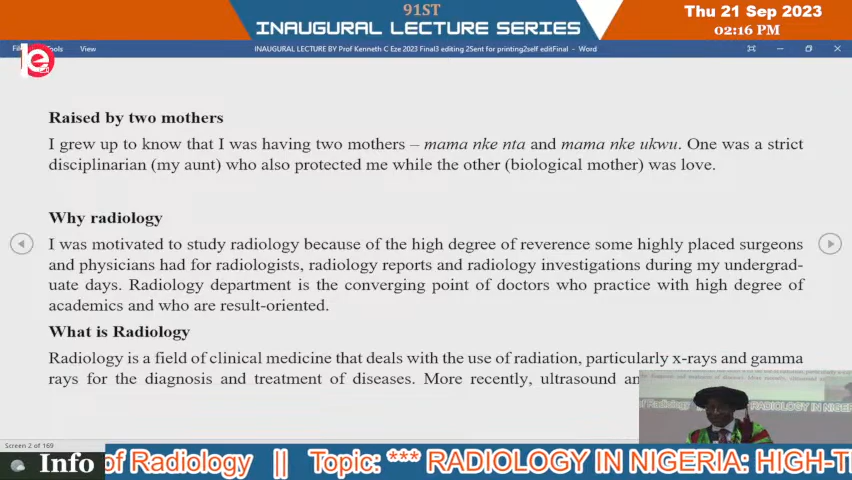 91ST
INAUGURAL LECTURE SERIES
Thu 21 Sep 2023
02:16 PM
Tools
View
INAUGURAL LECTURE BY Prof Kenneth C Eze 2023 Final3 editing 2Sent for printing2self editFinal - Word
Raised by two mothers
I grew up to know that I was having two mothers – mama nke nta and mama nke ukwu. One was a strict
disciplinarian (my aunt) who also protected me while the other (biological mother) was love.
Why radiology
I was motivated to study radiology because of the high degree of reverence some highly placed surgeons
and physicians had for radiologists, radiology reports and radiology investigations during my undergrad-
uate days. Radiology department is the converging point of doctors who practice with high degree of
academics and who are result-oriented.
What is Radiology
Radiology is a field of clinical medicine that deals with the use of radiation, particularly x-rays and gamma
rays for the diagnosis and treatment of diseases. More recently, ultrasound
of Radiology
RADIOLOGY IN NIGERIA
Screen 2 of 169
Info
of Radiology || Topic: *** RADIOLOGY IN NIGERIA: HIGH-T